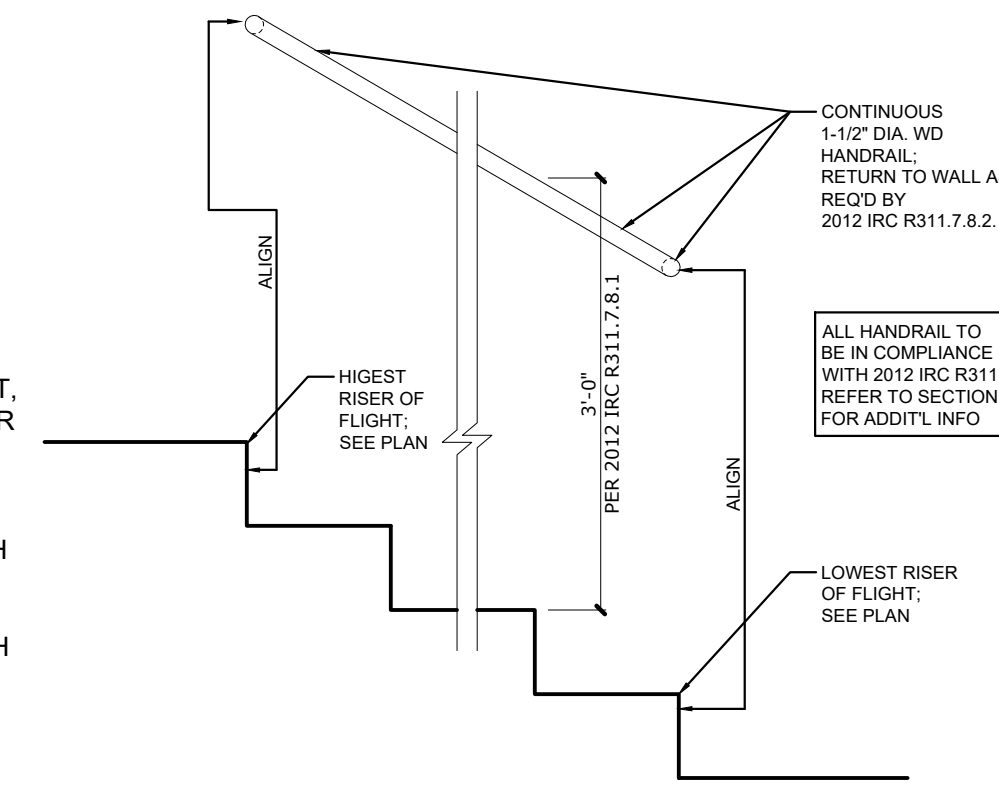 CONTINUOUS
1-1/2" DIA. WD
HANDRAIL;
RETURN TO WALL
REQ'D BY
2012 IRC R311.7.8.2.
ALIGN
3'-0"
PER 2012 IRC R311.7.8.1
ALL HANDRAIL TO
BE IN COMPLIANCE
WITH 2012 IRC R311
REFER TO SECTION
FOR ADDIT'L INFO
HIGEST
RISER OF
FLIGHT;
SEE PLAN
T,
R
H
H
ALIGN
LOWEST RISER
OF FLIGHT;
SEE PLAN